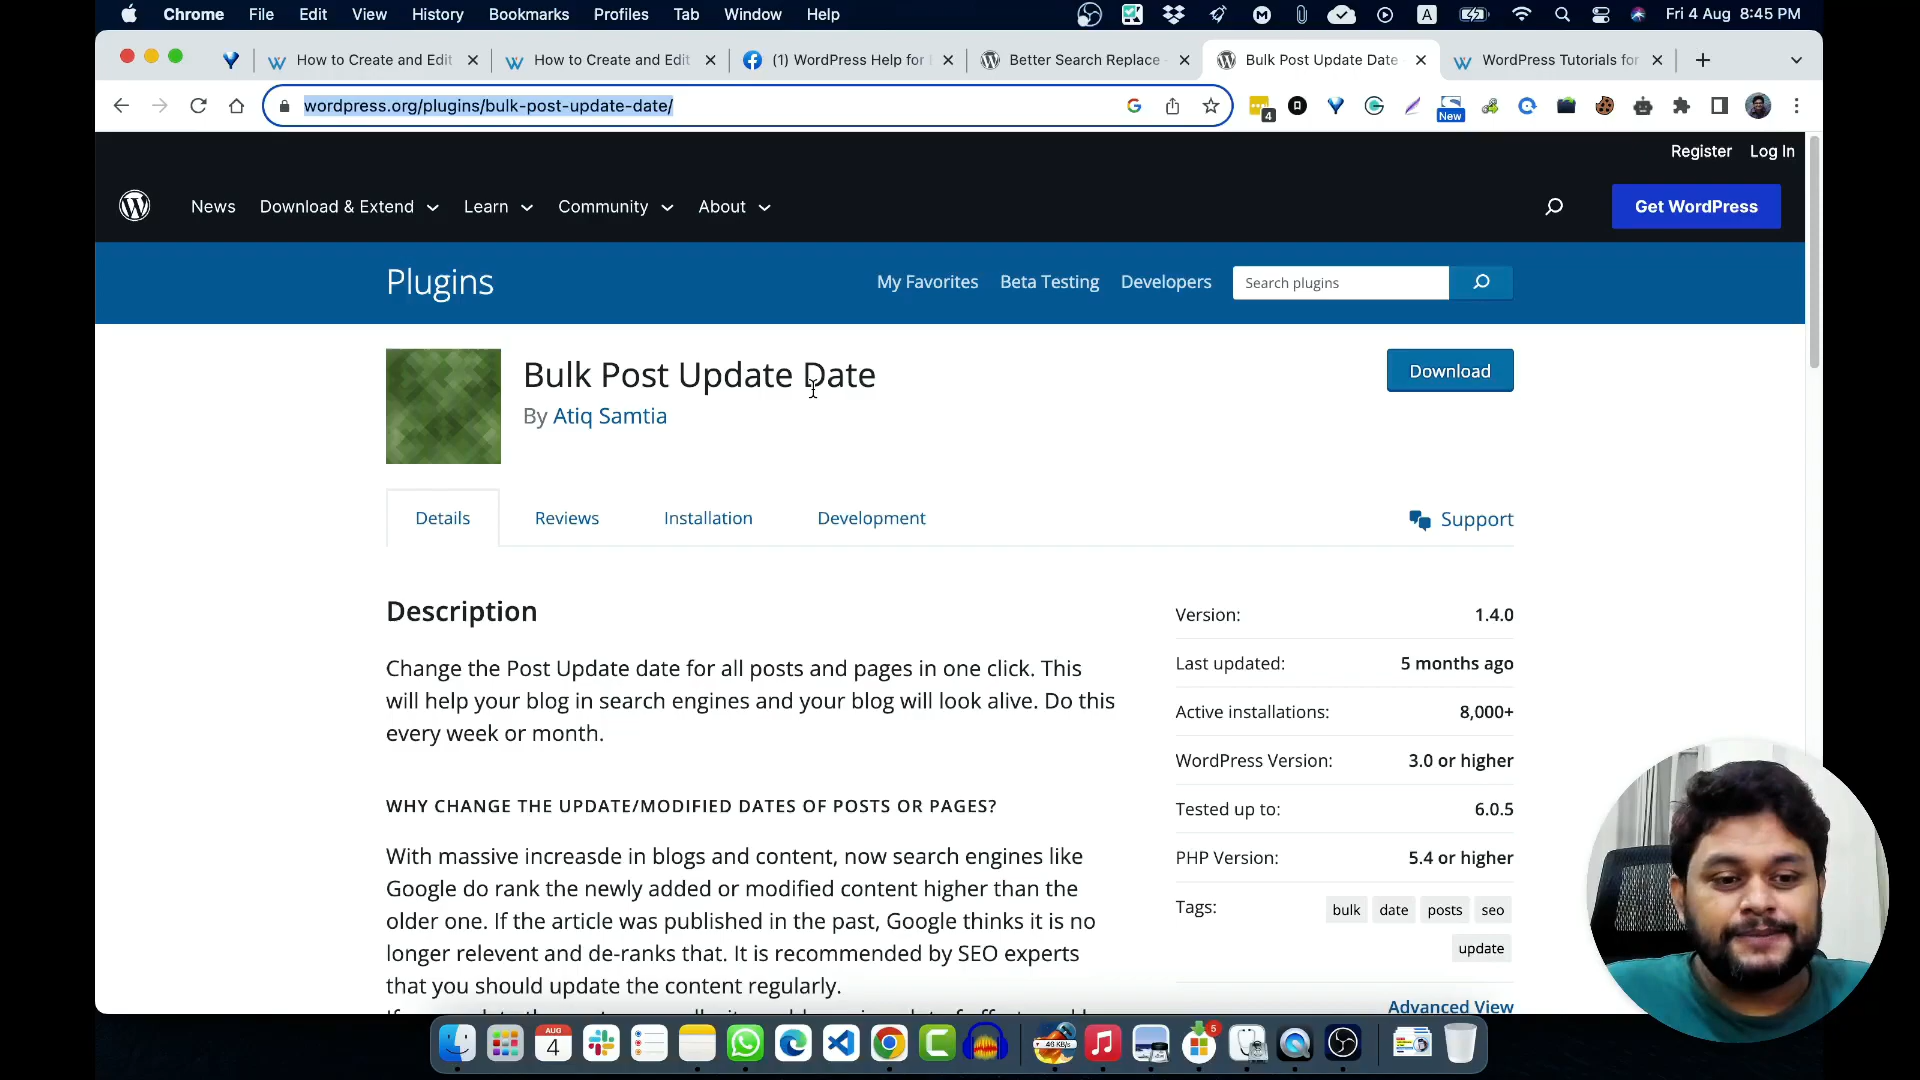 Chrome File Edit View History Bookmarks Profiles Tab Window Help Fri 4 Aug 8:45 PM
How to Create and Edit How to Create and Edit (1) WordPress Help for Better Search Replace Bulk Post Update Date WordPress Tutorials for
wordpress.org/plugins/bulk-post-update-date/ 4 New
Register Log In
News Download & Extend Learn Community About Get WordPress
Plugins My Favorites Beta Testing Developers Search plugins
Bulk Post Update Date
By Atiq Samtia
Download
Details Reviews Installation Development Support
Description
Change the Post Update date for all posts and pages in one click. This
will help your blog in search engines and your blog will look alive. Do this
every week or month.
WHY CHANGE THE UPDATE/MODIFIED DATES OF POSTS OR PAGES?
With massive increasde in blogs and content, now search engines like
Google do rank the newly added or modified content higher than the
older one. If the article was published in the past, Google thinks it is no
longer relevent and de-ranks that. It is recommended by SEO experts
that you should update the content regularly.
Version: 1.4.0
Last updated: 5 months ago
Active installations: 8,000+
WordPress Version: 3.0 or higher
Tested up to: 6.0.5
PHP Version: 5.4 or higher
Tags: bulk date posts seo
update
Advanced View
AUG
4
46 KB/s
5